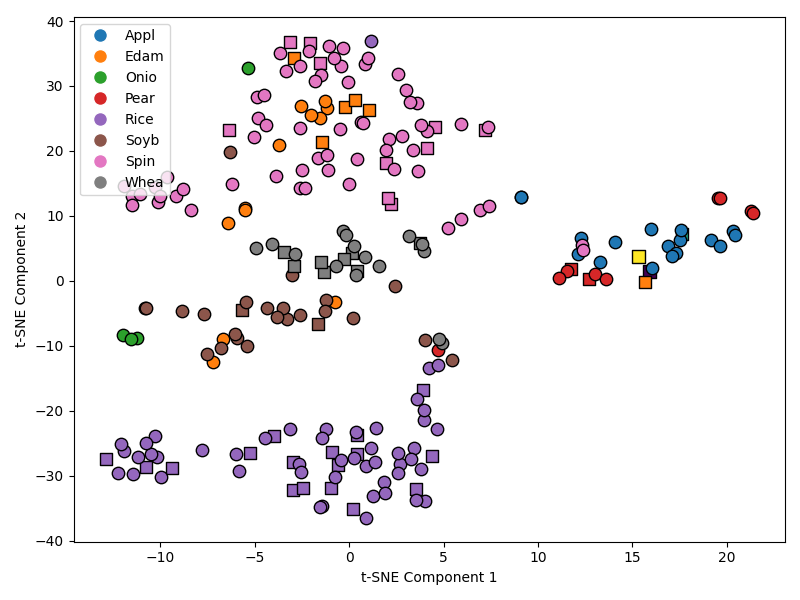 Appl
Edam
Onio
Pear
Rice
Soyb
Spin
Whea
40
30
20
10
0
−10
−20
−30
−40
t-SNE Component 2
−10
−5
0
5
10
15
20
t-SNE Component 1